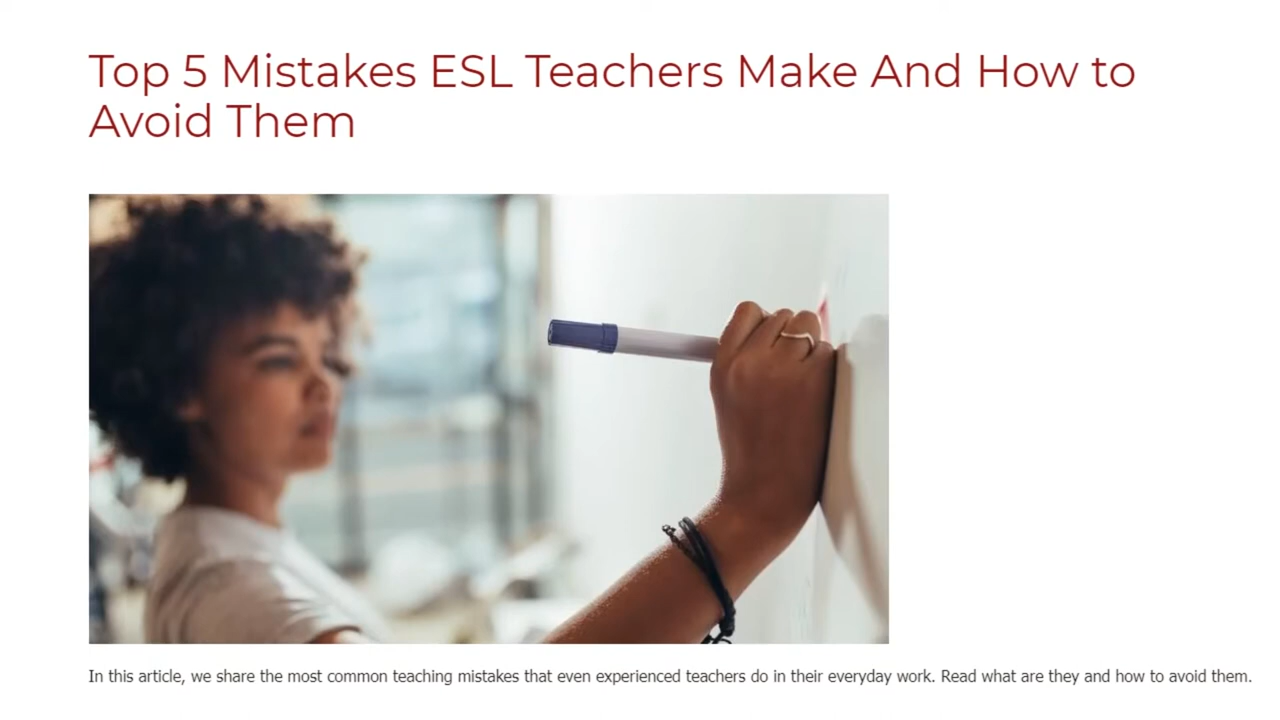 Top 5 Mistakes ESL Teachers Make And How to
Avoid Them
In this article, we share the most common teaching mistakes that even experienced teachers do in their everyday work. Read what are they and how to avoid them.